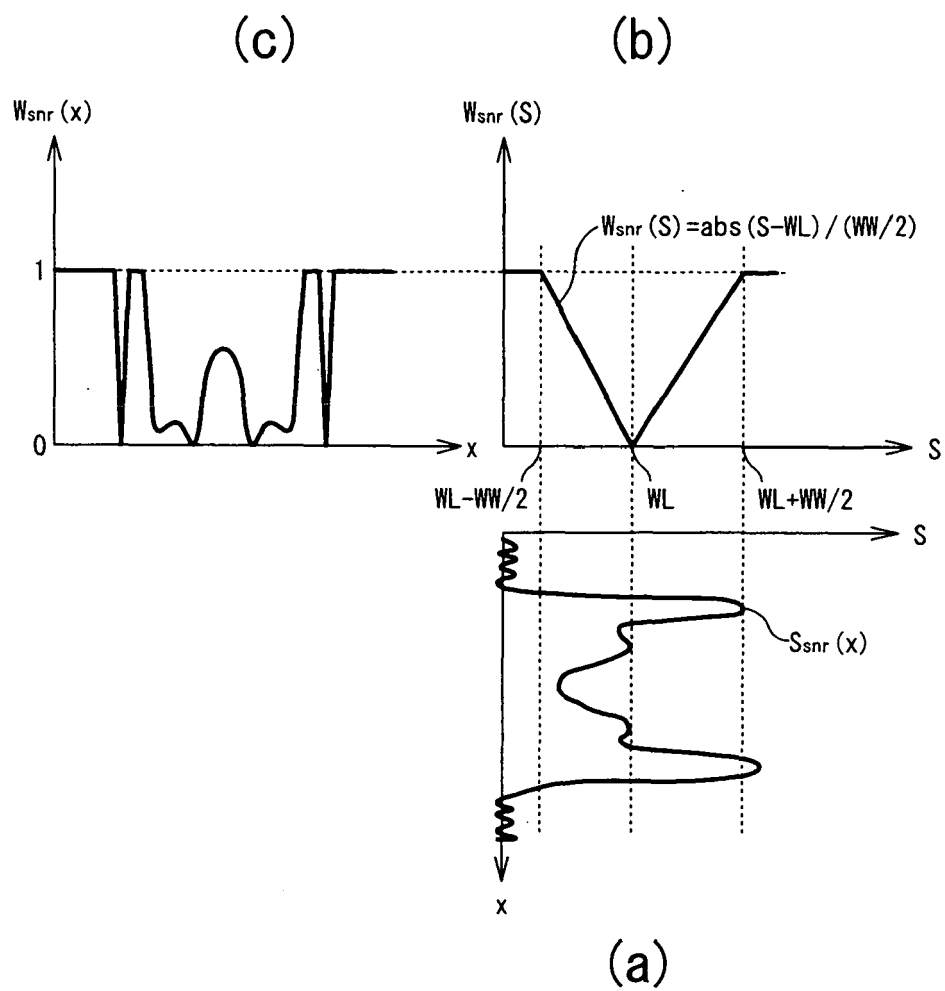 (c)
(b)
Wsnr(x)
Wsnr(S)
Wsnr(S)=abs(S-WL)/(WW/2)
1
0
x
S
WL-WW/2
WL
WL+WW/2
S
Ssnr(x)
x
(a)